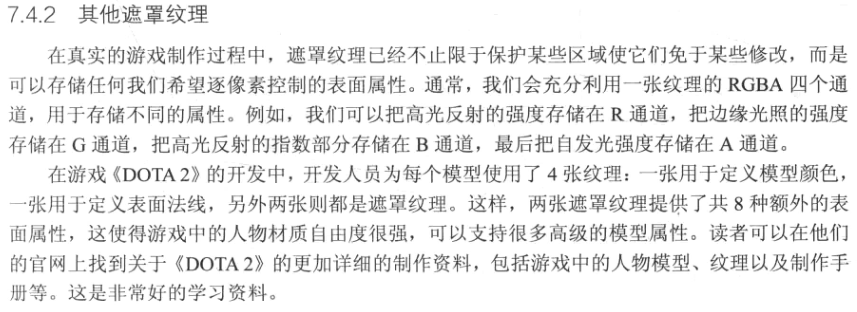 7.4.2 其他遮罩纹理
在真实的游戏制作过程中，遮罩纹理已经不止限于保护某些区域使它们免于某些修改，而是
可以存储任何我们希望逐像素控制的表面属性。通常，我们会充分利用一张纹理的 RGBA 四个通
道，用于存储不同的属性。例如，我们可以把高光反射的强度存储在 R 通道，把边缘光照的强度
存储在 G 通道，把高光反射的指数部分存储在 B 通道，最后把自发光强度存储在 A 通道。
在游戏《DOTA 2》的开发中，开发人员为每个模型使用了 4 张纹理：一张用于定义模型颜色，
一张用于定义表面法线，另外两张则都是遮罩纹理。这样，两张遮罩纹理提供了共 8 种额外的表
面属性，这使得游戏中的人物材质自由度很强，可以支持很多高级的模型属性。读者可以在他们
的官网上找到关于《DOTA 2》的更加详细的制作资料，包括游戏中的人物模型、纹理以及制作手
册等。这是非常好的学习资料。